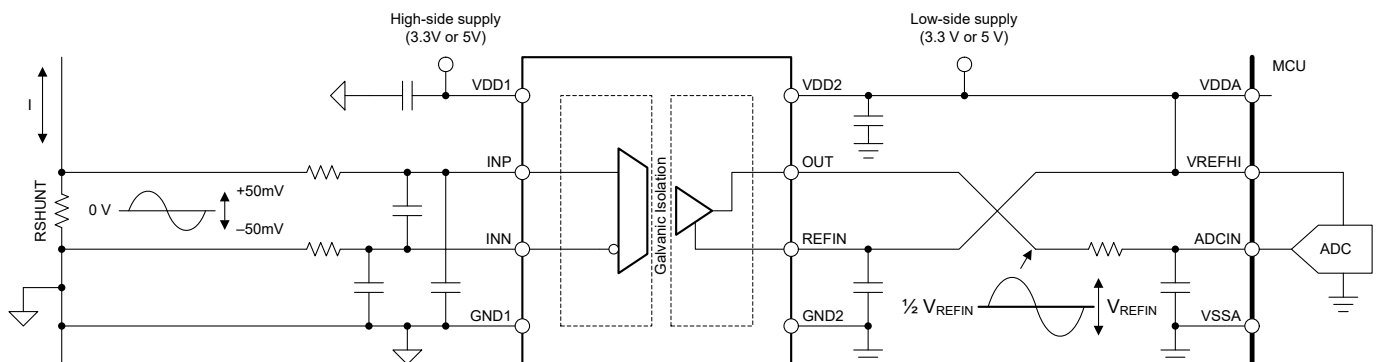 High-side supply
(3.3V or 5V)
Low-side supply
(3.3 V or 5 V)
MCU
VDD1
VDD2
VDDA
I
INP
OUT
VREFHI
RSHUNT
0 V
+50mV
–50mV
Galvanic Isolation
INN
REFIN
ADCIN
ADC
½ VREFIN
VREFIN
GND1
GND2
VSSA